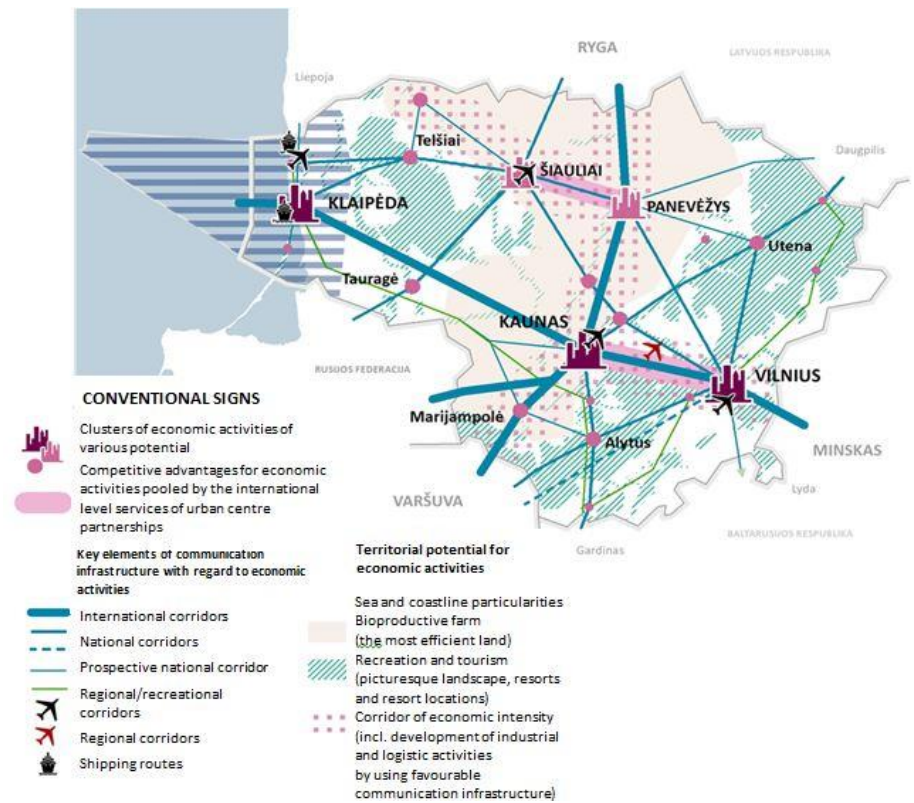 RYGA
LATVIJOS RESPUBLIKA
Liepoja
Telšiai
Daugpilis
ŠIAULIAI
KLAIPĖDA
PANEVĖŽYS
Utena
Tauragė
KAUNAS
RUSIJOS FEDERACIJA
VILNIUS
Marijampolė
Alytus
MINSKAS
VARŠUVA
Lyda
BALTARUSIJOS RESPUBLIKA
Gardinas
CONVENTIONAL SIGNS
Clusters of economic activities of
various potential
Competitive advantages for economic
activities pooled by the international
level services of urban centre
partnerships
Key elements of communication
infrastructure with regard to economic
activities
International corridors
National corridors
Prospective national corridor
Regional/recreational
corridors
Regional corridors
Shipping routes
Territorial potential for
economic activities
Sea and coastline particularities
Bioproductive farm
(the most efficient land)
Recreation and tourism
(picturesque landscape, resorts
and resort locations)
Corridor of economic intensity
(incl. development of industrial
and logistic activities
by using favourable
communication infrastructure)